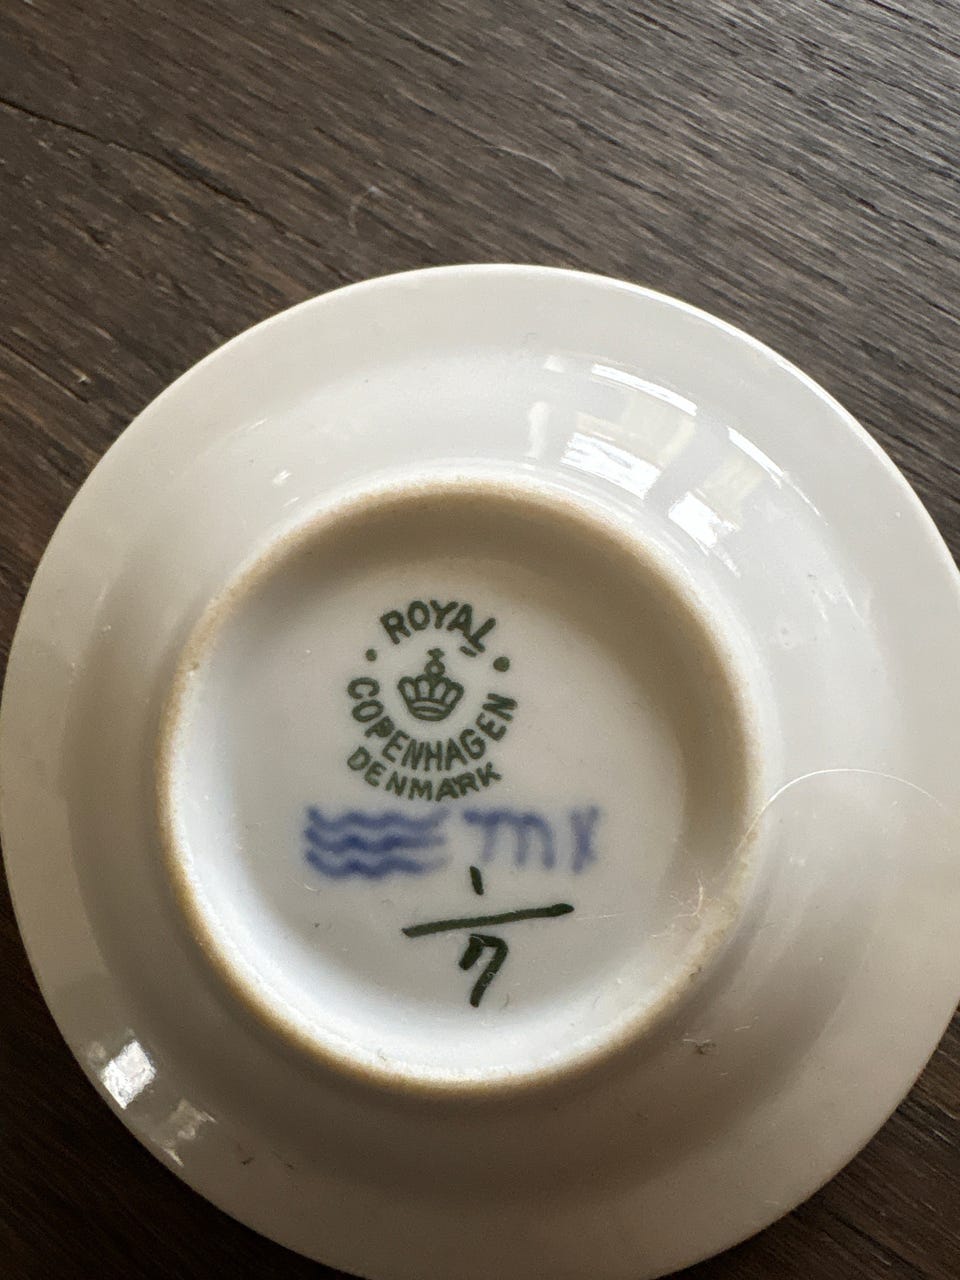 ROYAL
COPENHAGEN
DENMARK
1
7